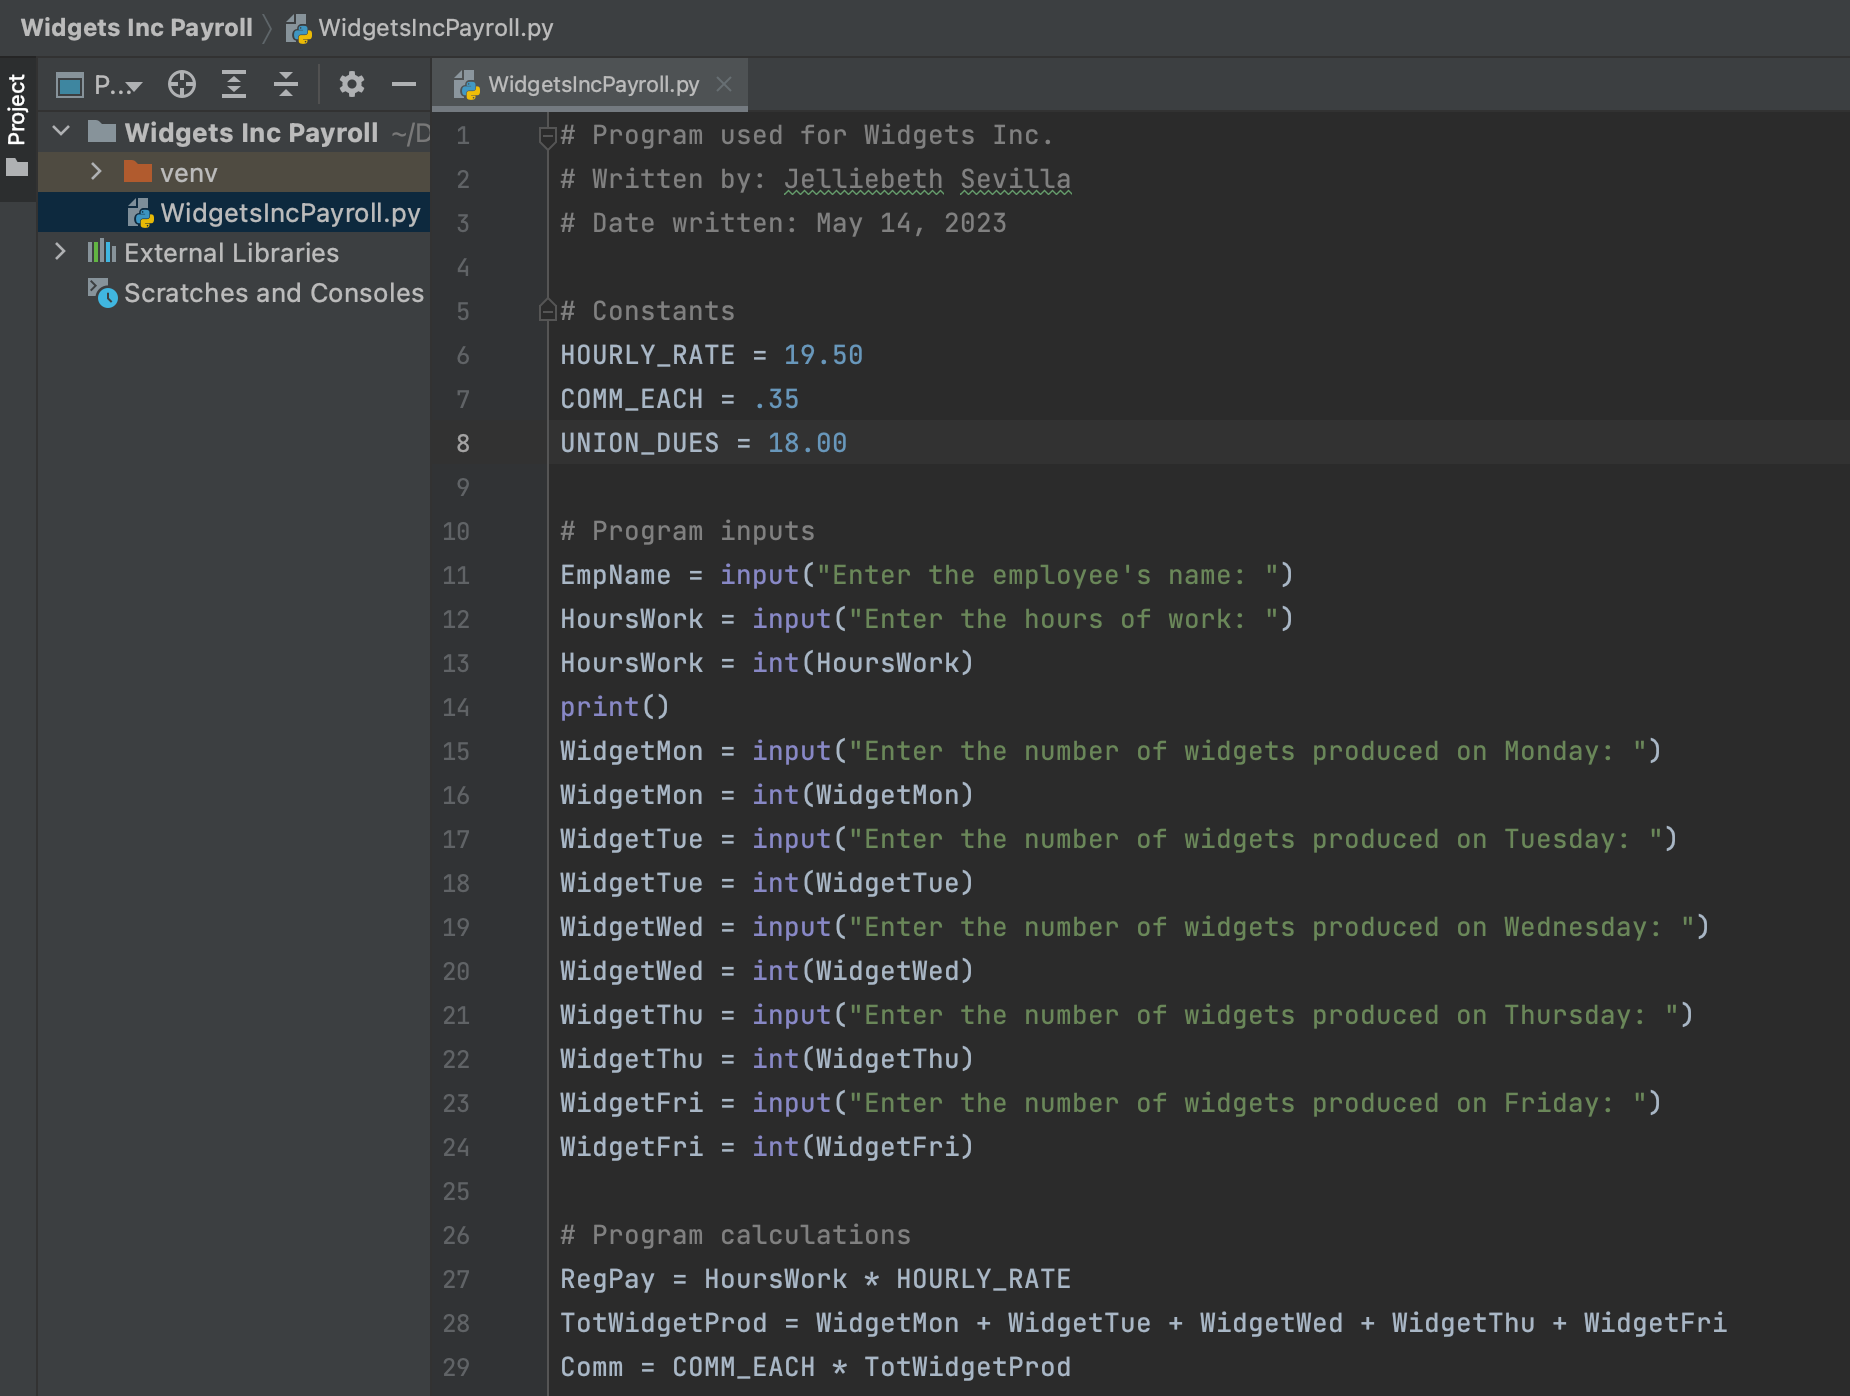 Widgets Inc Payroll WidgetsIncPayroll.py
Project
P...
WidgetsIncPayroll.py
Widgets Inc Payroll ~/D
venv
WidgetsIncPayroll.py
External Libraries
Scratches and Consoles
1 # Program used for Widgets Inc.
2 # Written by: Jelliebeth Sevilla
3 # Date written: May 14, 2023
4
5 # Constants
6 HOURLY_RATE = 19.50
7 COMM_EACH = .35
8 UNION_DUES = 18.00
9
10 # Program inputs
11 EmpName = input("Enter the employee's name: ")
12 HoursWork = input("Enter the hours of work: ")
13 HoursWork = int(HoursWork)
14 print()
15 WidgetMon = input("Enter the number of widgets produced on Monday: ")
16 WidgetMon = int(WidgetMon)
17 WidgetTue = input("Enter the number of widgets produced on Tuesday: ")
18 WidgetTue = int(WidgetTue)
19 WidgetWed = input("Enter the number of widgets produced on Wednesday: ")
20 WidgetWed = int(WidgetWed)
21 WidgetThu = input("Enter the number of widgets produced on Thursday: ")
22 WidgetThu = int(WidgetThu)
23 WidgetFri = input("Enter the number of widgets produced on Friday: ")
24 WidgetFri = int(WidgetFri)
25
26 # Program calculations
27 RegPay = HoursWork * HOURLY_RATE
28 TotWidgetProd = WidgetMon + WidgetTue + WidgetWed + WidgetThu + WidgetFri
29 Comm = COMM_EACH * TotWidgetProd